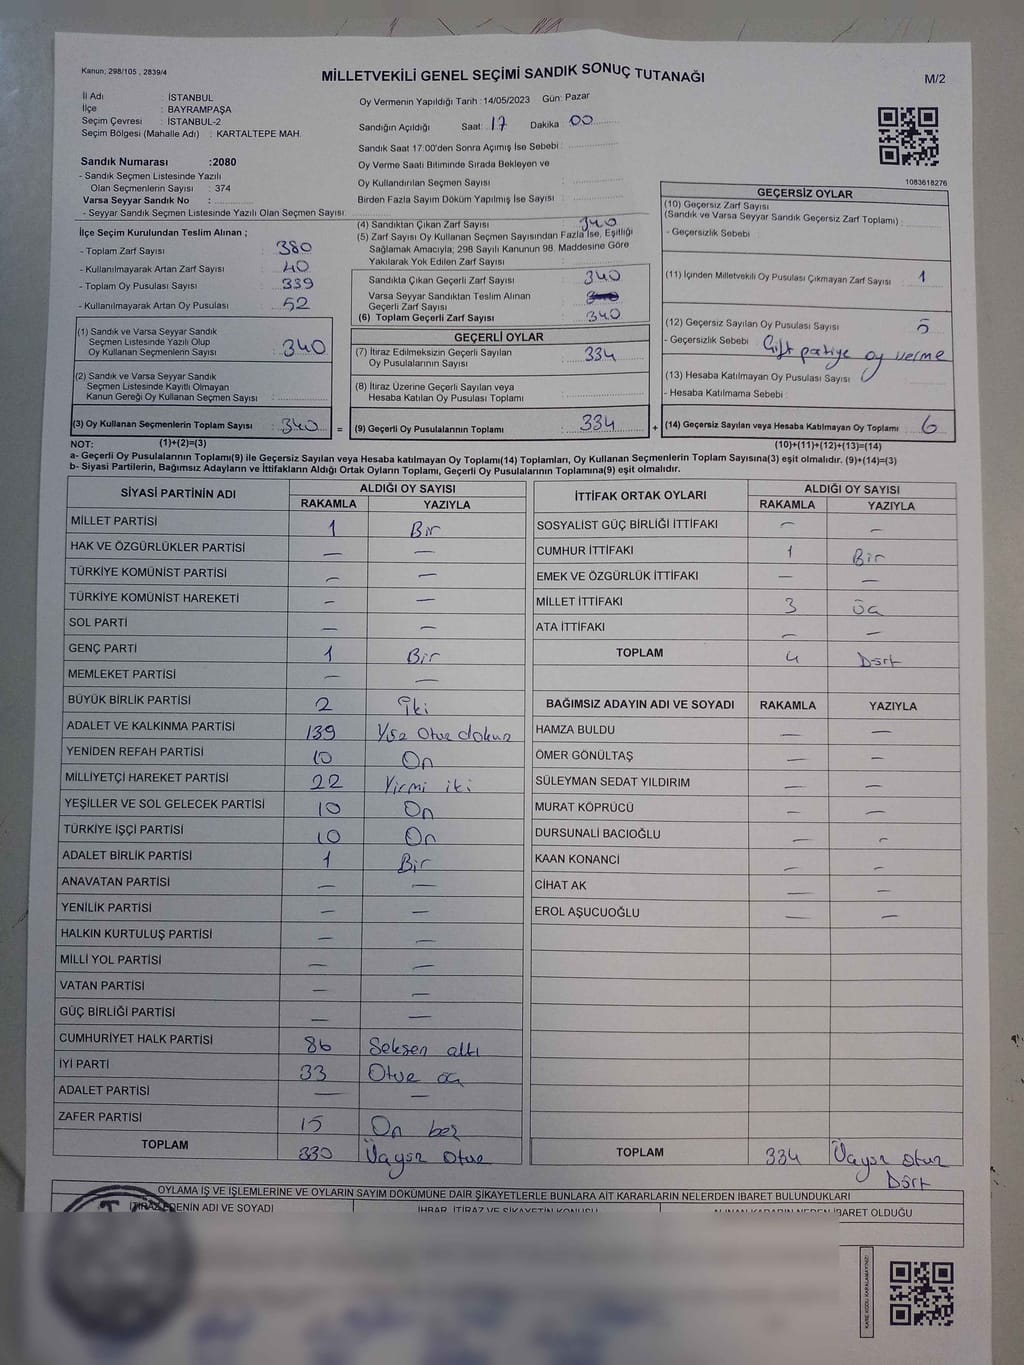 Kanun; 298/105 , 2839/4
MİLLETVEKİLİ GENEL SEÇİMİ SANDIK SONUÇ TUTANAĞI
M/2
İl Adı : İSTANBUL
İlçe : BAYRAMPAŞA
Seçim Çevresi : İSTANBUL-2
Seçim Bölgesi (Mahalle Adı) : KARTALTEPE MAH.
Sandık Numarası :2080
- Sandık Seçmen Listesinde Yazılı
Olan Seçmenlerin Sayısı : 374
Varsa Seyyar Sandık No :
- Seyyar Sandık Seçmen Listesinde Yazılı Olan Seçmen Sayısı:
İlçe Seçim Kurulundan Teslim Alınan ;
- Toplam Zarf Sayısı : 380
- Kullanılmayarak Artan Zarf Sayısı : 40
- Toplam Oy Pusulası Sayısı : 339
- Kullanılmayarak Artan Oy Pusulası : 52
Oy Vermenin Yapıldığı Tarih :14/05/2023 Gün: Pazar
Sandığın Açıldığı Saat: 17 Dakika 00
Sandık Saat 17:00'den Sonra Açımış İse Sebebi :
Oy Verme Saati Bitiminde Sırada Bekleyen ve
Oy Kullandırılan Seçmen Sayısı :
Birden Fazla Sayım Döküm Yapılmış İse Sayısı :
(4) Sandıktan Çıkan Zarf Sayısı : 340
(5) Zarf Sayısı Oy Kullanan Seçmen Sayısından Fazla İse, Eşitliği
Sağlamak Amacıyla; 298 Sayılı Kanunun 98. Maddesine Göre
Yakılarak Yok Edilen Zarf Sayısı :
Sandıkta Çıkan Geçerli Zarf Sayısı : 340
Varsa Seyyar Sandıktan Teslim Alınan
Geçerli Zarf Sayısı :
(6) Toplam Geçerli Zarf Sayısı : 340
1083618276
GEÇERSİZ OYLAR
(10) Geçersiz Zarf Sayısı
(Sandık ve Varsa Seyyar Sandık Geçersiz Zarf Toplamı) :
- Geçersizlik Sebebi :
(11) İçinden Milletvekili Oy Pusulası Çıkmayan Zarf Sayısı : 1
(12) Geçersiz Sayılan Oy Pusulası Sayısı : 5
- Geçersizlik Sebebi : Çift partiye oy verme
(13) Hesaba Katılmayan Oy Pusulası Sayısı :
- Hesaba Katılmama Sebebi :
(14) Geçersiz Sayılan veya Hesaba Katılmayan Oy Toplamı : 6
(1) Sandık ve Varsa Seyyar
Sandık
Seçmen Listesinde Yazılı Olup
Oy Kullanan Seçmenlerin Sayısı : 340
(2) Sandık ve Varsa Seyyar Sandık
Seçmen Listesinde Kayıtlı Olmayan
Kanun Gereği Oy Kullanan Seçmen Sayısı :
(3) Oy Kullanan Seçmenlerin Toplam Sayısı : 340 =
GEÇERLİ OYLAR
(7) İtiraz Edilmeksizin Geçerli Sayılan
Oy Pusulalarının Sayısı : 334
(8) İtiraz Üzerine Geçerli Sayılan veya
Hesaba Katılan Oy Pusulası Toplamı :
(9) Geçerli Oy Pusulalarının Toplamı : 334 +
NOT: (1)+(2)=(3) (10)+(11)+(12)+(13)=(14)
a- Geçerli Oy Pusulalarının Toplamı(9) ile Geçersiz Sayılan veya Hesaba katılmayan Oy Toplamı(14) Toplamları, Oy Kullanan Seçmenlerin Toplam Sayısına(3) eşit olmalıdır. (9)+(14)=(3)
b- Siyasi Partilerin, Bağımsız Adayların ve İttifakların Aldığı Ortak Oyların Toplamı, Geçerli Oy Pusulalarının Toplamına(9) eşit olmalıdır.
SİYASİ PARTİNİN ADI ALDIĞI OY SAYISI
RAKAMLA YAZIYLA
MİLLET PARTİSİ 1 Bir
HAK VE ÖZGÜRLÜKLER PARTİSİ — —
TÜRKİYE KOMÜNİST PARTİSİ — —
TÜRKİYE KOMÜNİST HAREKETİ — —
SOL PARTİ — —
GENÇ PARTİ 1 Bir
MEMLEKET PARTİSİ — —
BÜYÜK BİRLİK PARTİSİ 2 İki
ADALET VE KALKINMA PARTİSİ 139 Yüz Otuz dokuz
YENİDEN REFAH PARTİSİ 10 On
MİLLİYETÇİ HAREKET PARTİSİ 22 Yirmi iki
YEŞİLLER VE SOL GELECEK PARTİSİ 10 On
TÜRKİYE İŞÇİ PARTİSİ 10 On
ADALET BİRLİK PARTİSİ 1 Bir
ANAVATAN PARTİSİ — —
YENİLİK PARTİSİ — —
HALKIN KURTULUŞ PARTİSİ — —
MİLLİ YOL PARTİSİ — —
VATAN PARTİSİ — —
GÜÇ BİRLİĞİ PARTİSİ — —
CUMHURİYET HALK PARTİSİ 86 Seksen altı
İYİ PARTİ 33 Otuz üç
ADALET PARTİSİ — —
ZAFER PARTİSİ 15 On beş
TOPLAM 330 Üçyüz Otuz
İTTİFAK ORTAK OYLARI ALDIĞI OY SAYISI
RAKAMLA YAZIYLA
SOSYALİST GÜÇ BİRLİĞİ İTTİFAKI — —
CUMHUR İTTİFAKI 1 Bir
EMEK VE ÖZGÜRLÜK İTTİFAKI — —
MİLLET İTTİFAKI 3 üç
ATA İTTİFAKI — —
TOPLAM 4 Dört
BAĞIMSIZ ADAYIN ADI VE SOYADI RAKAMLA YAZIYLA
HAMZA BULDU — —
ÖMER GÖNÜLTAŞ — —
SÜLEYMAN SEDAT YILDIRIM — —
MURAT KÖPRÜCÜ — —
DURSUNALİ BACIOĞLU — —
KAAN KONANCİ — —
CİHAT AK — —
EROL AŞUCUOĞLU — —
TOPLAM 334 Üçyüz otuz
Dört
OYLAMA İŞ VE İŞLEMLERİNE VE OYLARIN SAYIM DÖKÜMÜNE DAİR ŞİKAYETLERLE BUNLARA AİT KARARLARIN NELERDEN İBARET BULUNDUKLARI
İTİRAZ EDENİN ADI VE SOYADI İHBAR, İTİRAZ VE ŞİKAYETİN KONUSU ALINAN KARARIN NEDEN İBARET OLDUĞU